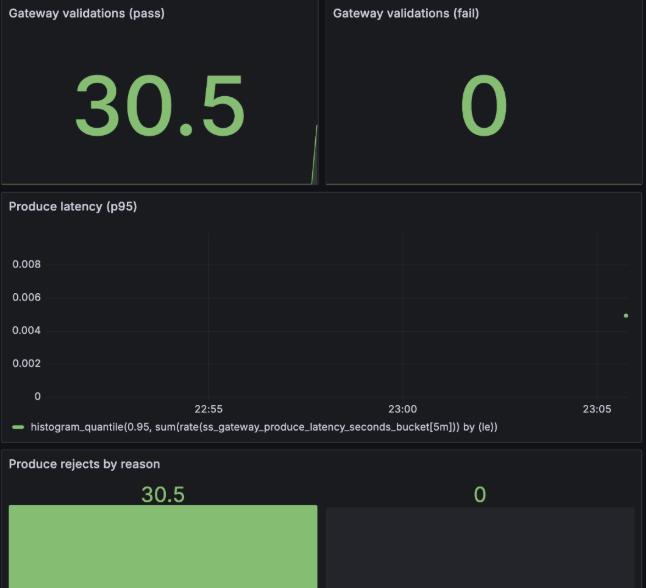 Gateway validations (pass)
Gateway validations (fail)
30.5
0
Produce latency (p95)
0.008
0.006
0.004
0.002
0
22:55
23:00
23:05
histogram_quantile(0.95, sum(rate(ss_gateway_produce_latency_seconds_bucket[5m])) by (le))
Produce rejects by reason
30.5
0